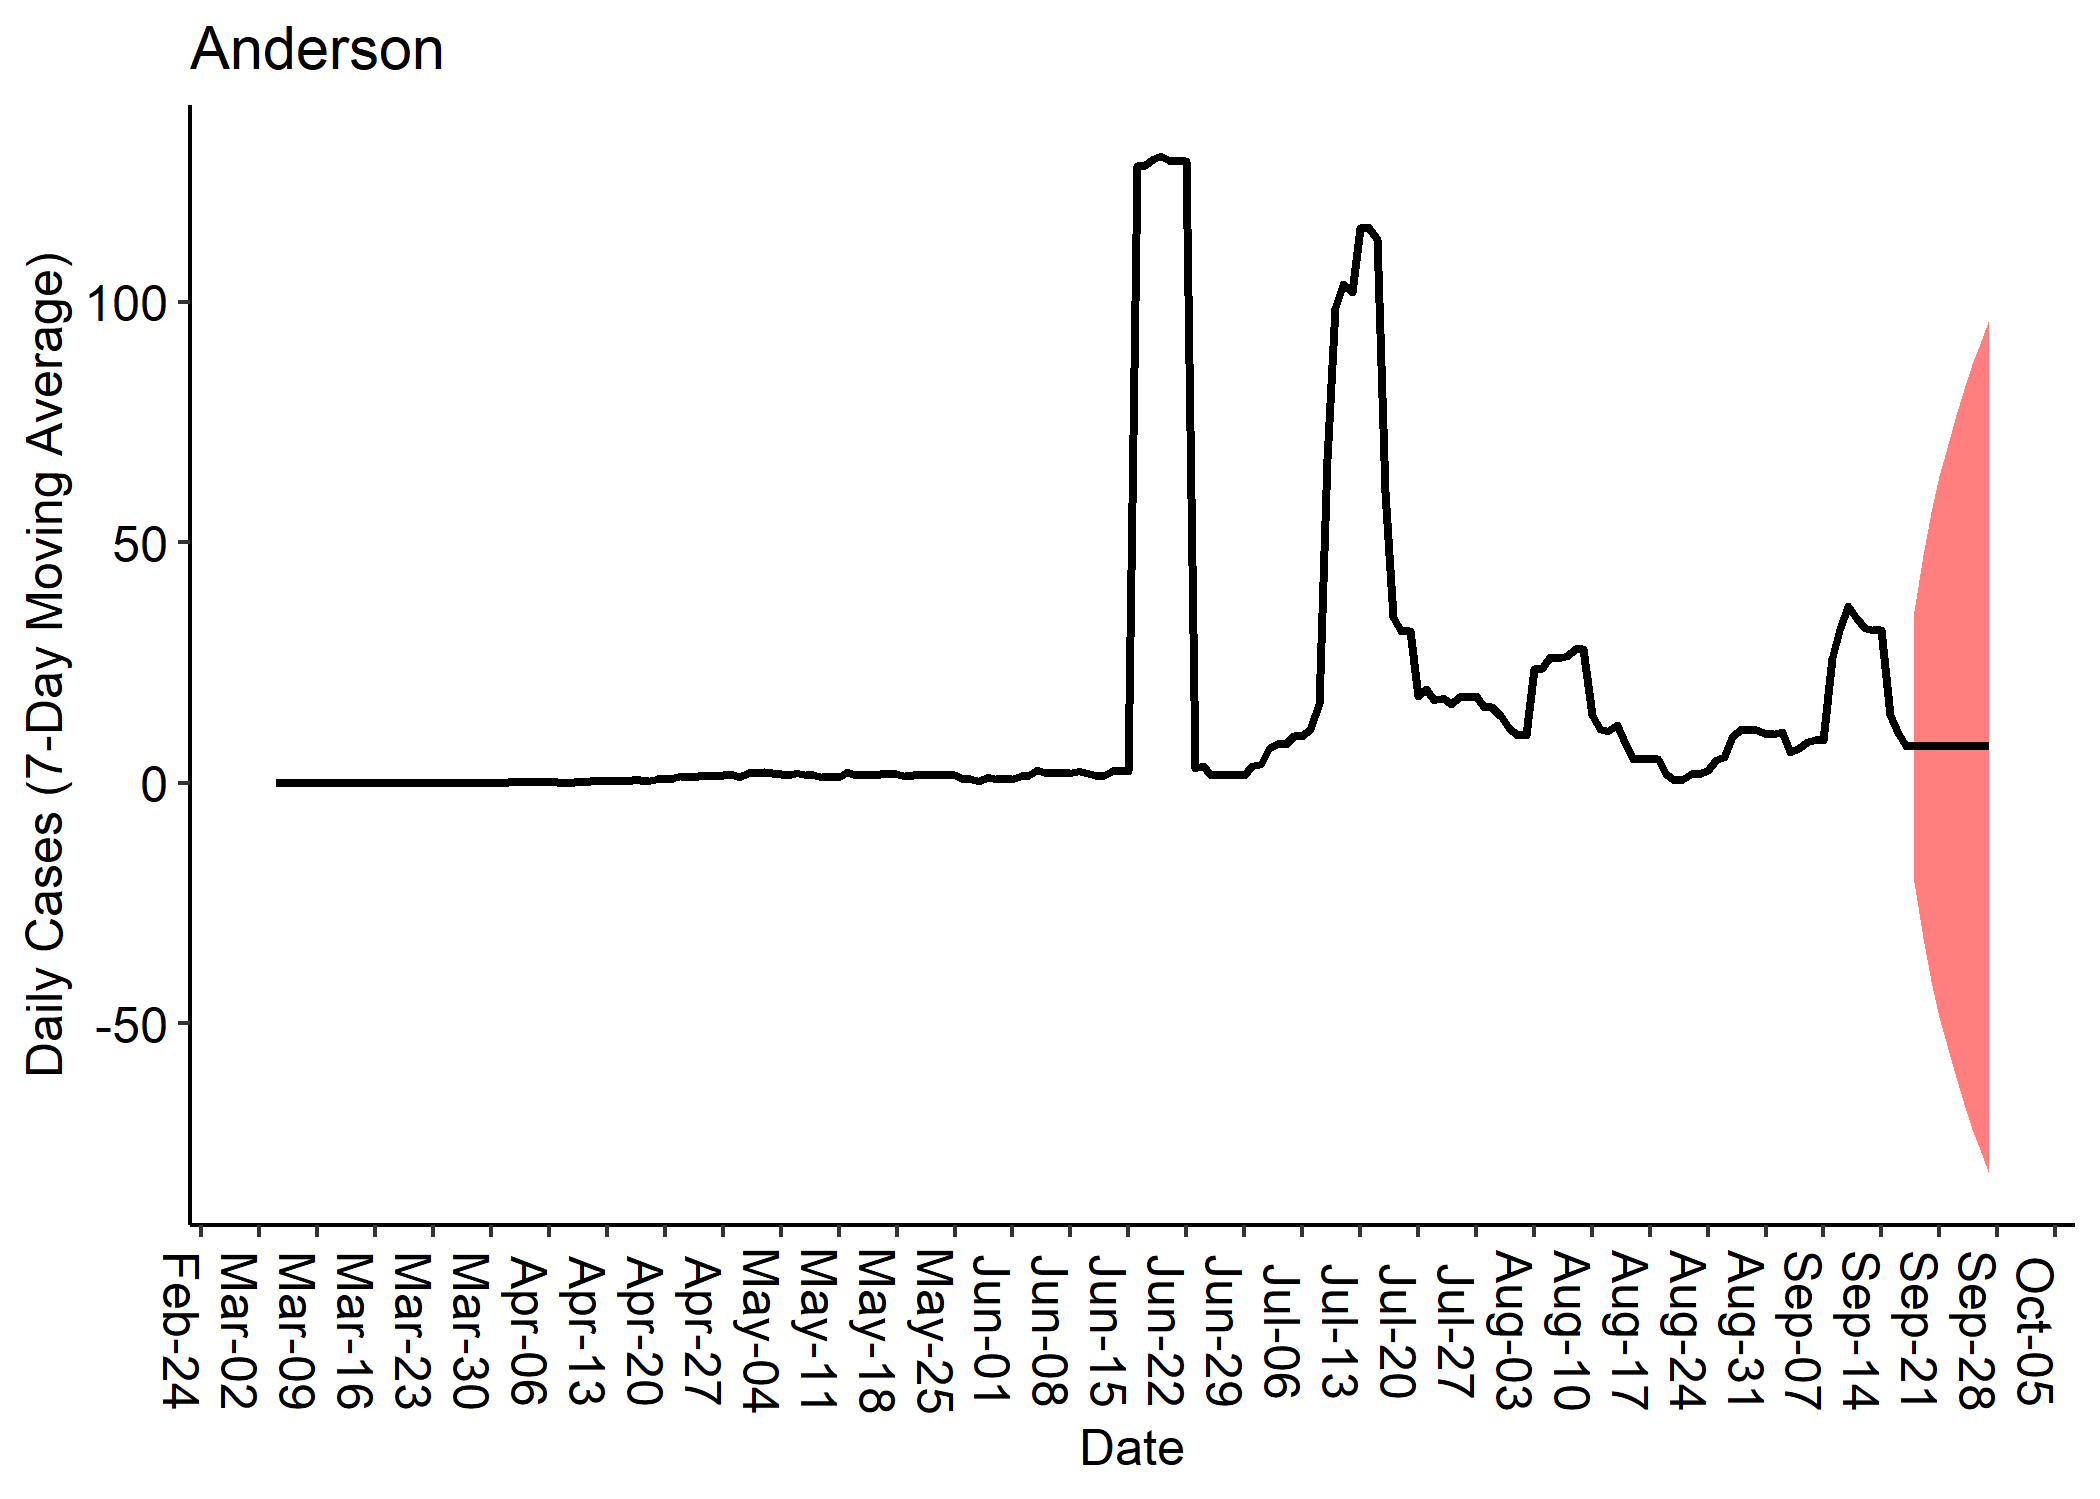 Anderson
Daily Cases (7-Day Moving Average)
100
50
0
-50
Feb-24
Mar-02
Mar-09
Mar-16
Mar-23
Mar-30
Apr-06
Apr-13
Apr-20
Apr-27
May-04
May-11
May-18
May-25
Jun-01
Jun-08
Jun-15
Jun-22
Jun-29
Jul-06
Jul-13
Jul-20
Jul-27
Aug-03
Aug-10
Aug-17
Aug-24
Aug-31
Sep-07
Sep-14
Sep-21
Sep-28
Oct-05
Date